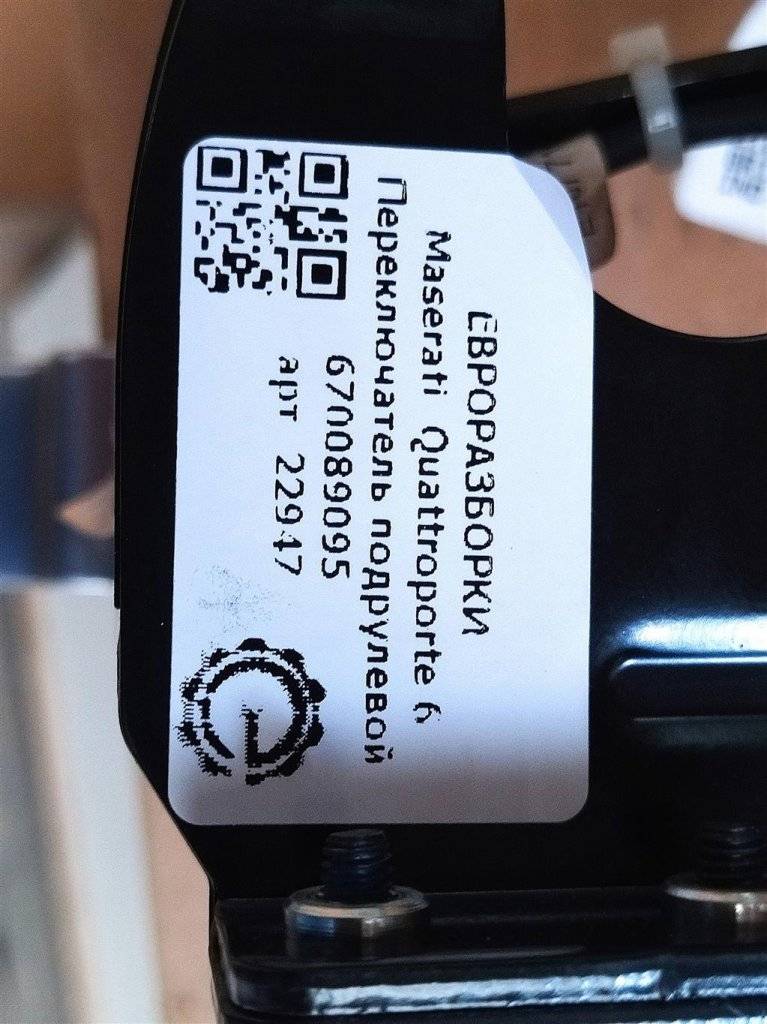 ЕВРОРАЗБОРКИ
Maserati Quattroporte 6
Переключатель подрулевой
670089095
арт 22947